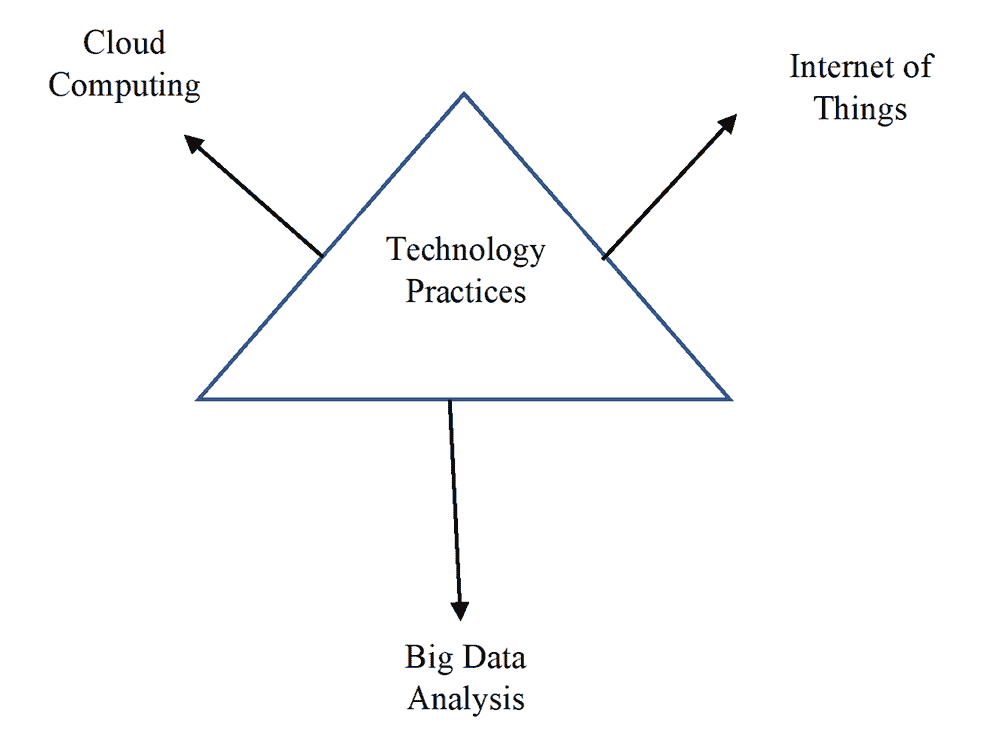 Cloud
Computing
Internet of
Things
Technology
Practices
Big Data
Analysis